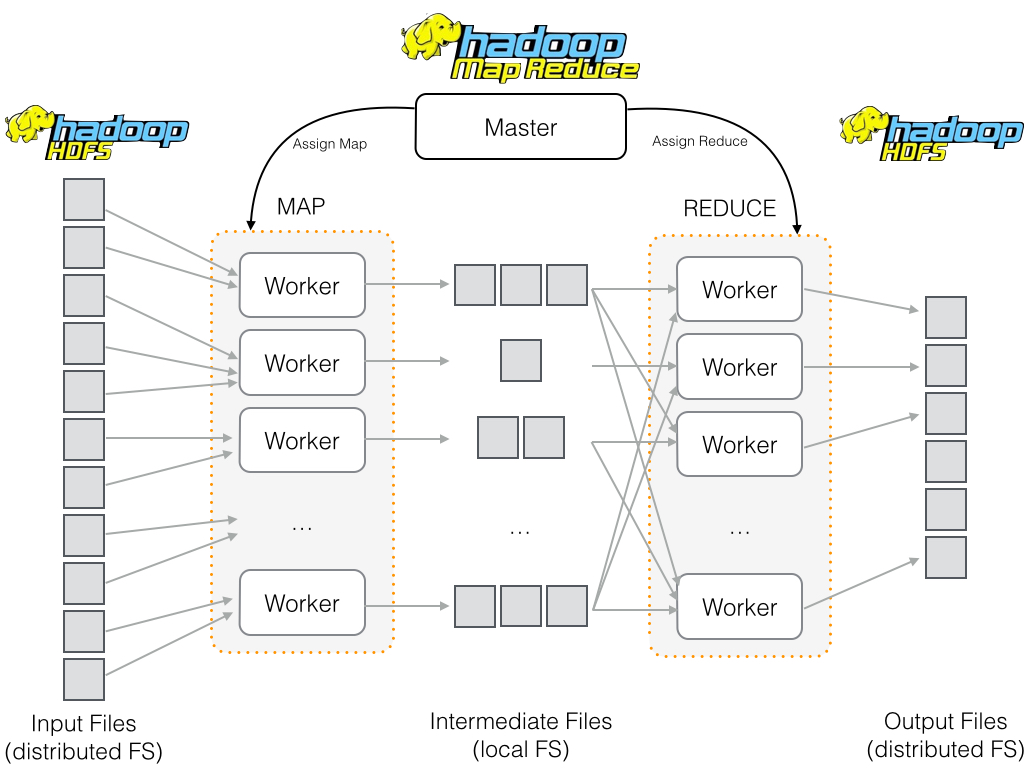 hadoop
Map Reduce
hadoop
HDFS
Master
hadoop
HDFS
Assign Map
Assign Reduce
MAP
REDUCE
Worker
Worker
Worker
...
Worker
...
Worker
Worker
Worker
...
Worker
Input Files
(distributed FS)
Intermediate Files
(local FS)
Output Files
(distributed FS)